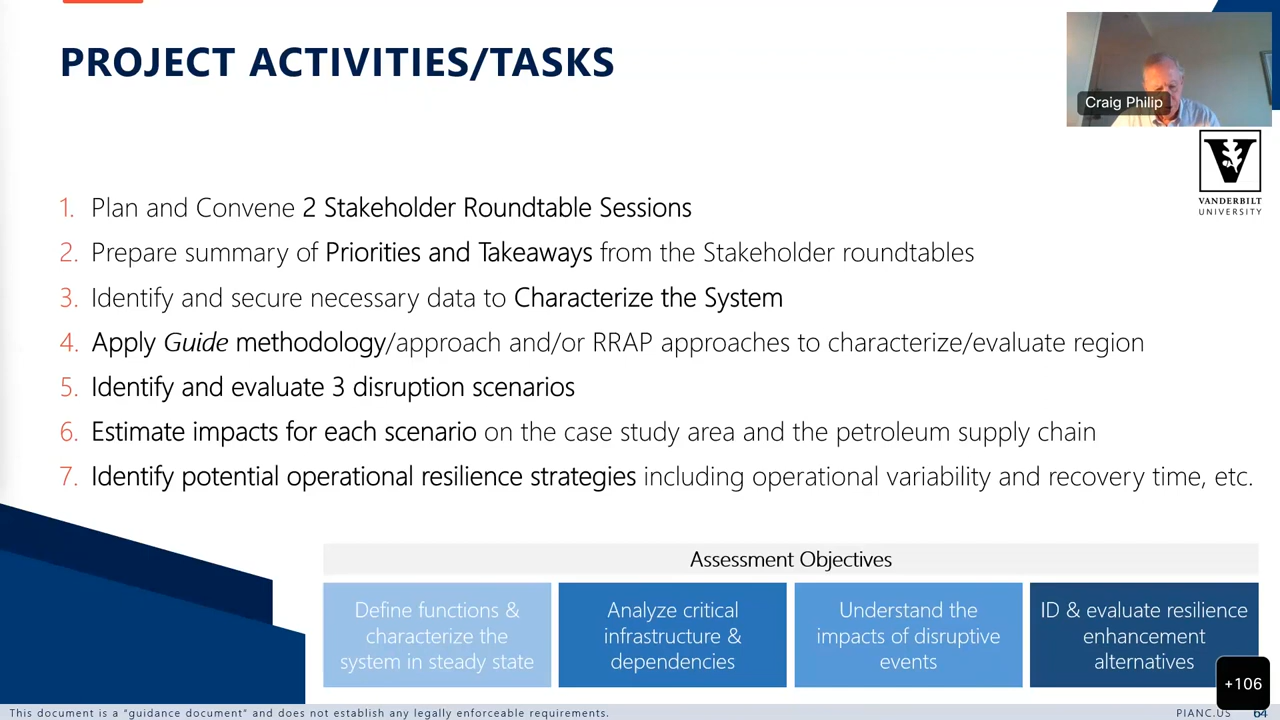 PROJECT ACTIVITIES/TASKS
Craig Philip
VANDERBILT
UNIVERSITY
1. Plan and Convene 2 Stakeholder Roundtable Sessions
2. Prepare summary of Priorities and Takeaways from the Stakeholder roundtables
3. Identify and secure necessary data to Characterize the System
4. Apply Guide methodology/approach and/or RRAP approaches to characterize/evaluate region
5. Identify and evaluate 3 disruption scenarios
6. Estimate impacts for each scenario on the case study area and the petroleum supply chain
7. Identify potential operational resilience strategies including operational variability and recovery time, etc.
Assessment Objectives
Define functions &
characterize the
system in steady state
Analyze critical
infrastructure &
dependencies
Understand the
impacts of disruptive
events
ID & evaluate resilience
enhancement
alternatives
+106
This document is a "guidance document" and does not establish any legally enforceable requirements.
PIANC.US 64